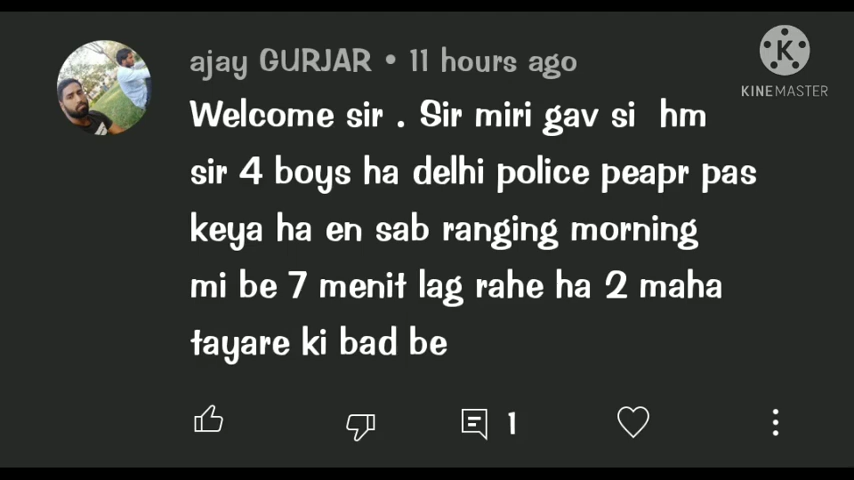 ajay GURJAR • 11 hours ago
K
KINEMASTER
Welcome sir . Sir miri gav si hm
sir 4 boys ha delhi police peapr pas
keya ha en sab ranging morning
mi be 7 menit lag rahe ha 2 maha
tayare ki bad be
1